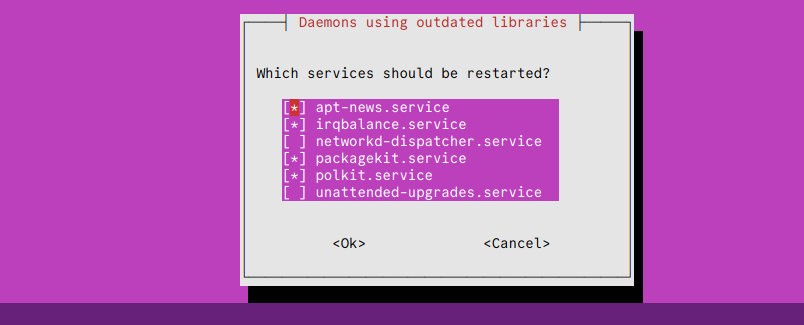 Daemons using outdated libraries
Which services should be restarted?
[*] apt-news.service
[*] irqbalance.service
[ ] networkd-dispatcher.service
[*] packagekit.service
[*] polkit.service
[ ] unattended-upgrades.service
<Ok> <Cancel>